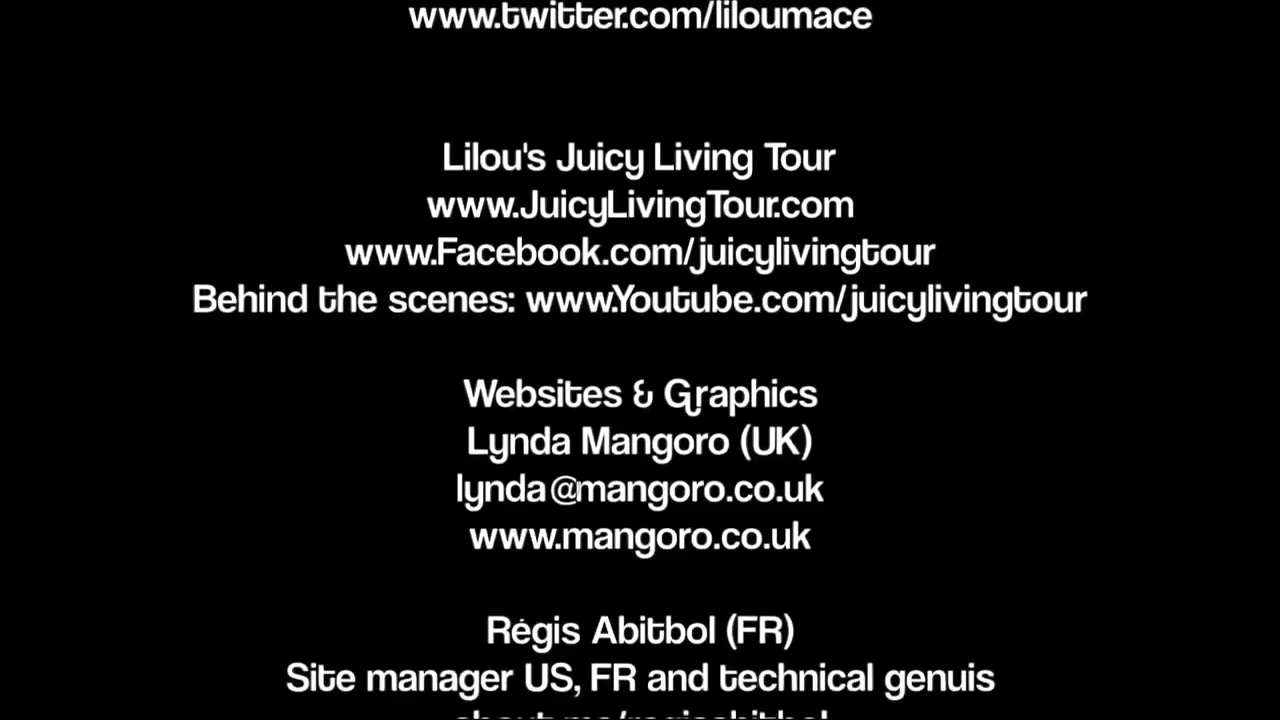 www.twitter.com/liloumace
Lilou's Juicy Living Tour
www.JuicyLivingTour.com
www.Facebook.com/juicylivingtour
Behind the scenes: www.Youtube.com/juicylivingtour
Websites & Graphics
Lynda Mangoro (UK)
lynda@mangoro.co.uk
www.mangoro.co.uk
Régis Abitbol (FR)
Site manager US, FR and technical genuis